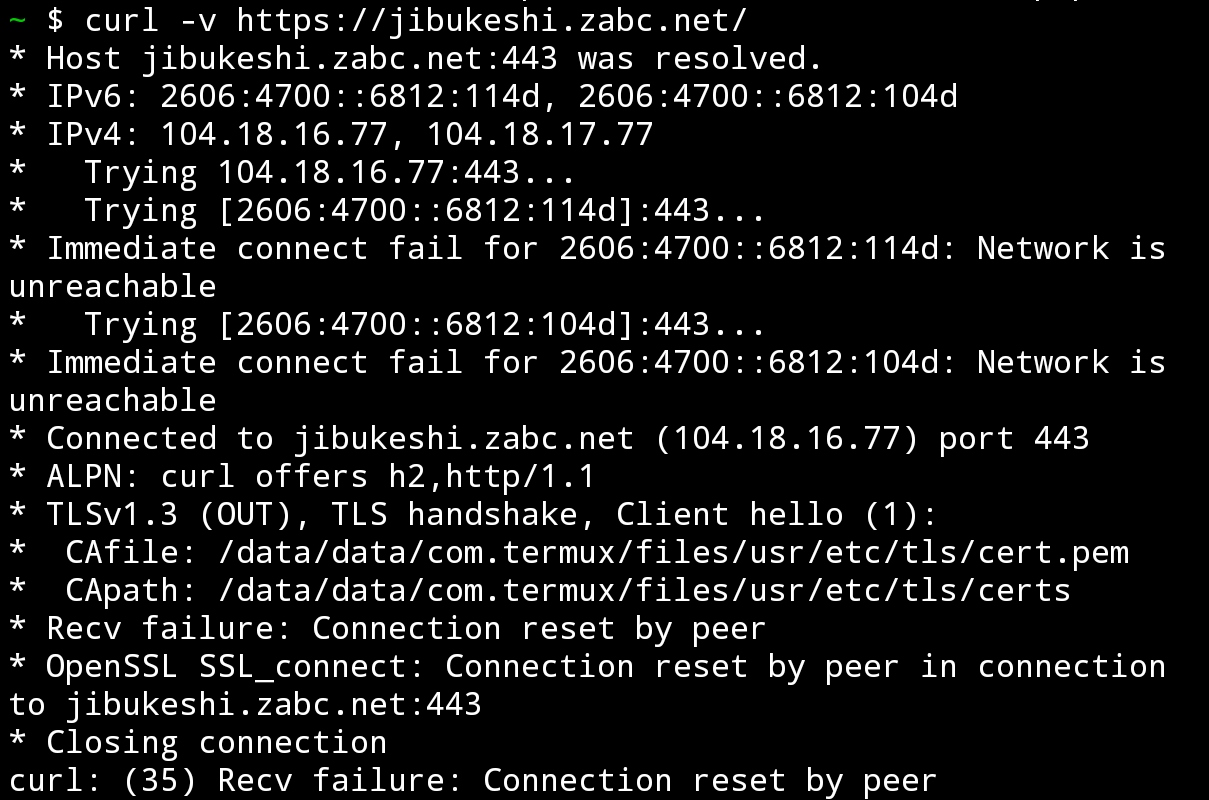 ~ $ curl -v https://jibukeshi.zabc.net/
* Host jibukeshi.zabc.net:443 was resolved.
* IPv6: 2606:4700::6812:114d, 2606:4700::6812:104d
* IPv4: 104.18.16.77, 104.18.17.77
*   Trying 104.18.16.77:443...
*   Trying [2606:4700::6812:114d]:443...
* Immediate connect fail for 2606:4700::6812:114d: Network is
unreachable
*   Trying [2606:4700::6812:104d]:443...
* Immediate connect fail for 2606:4700::6812:104d: Network is
unreachable
* Connected to jibukeshi.zabc.net (104.18.16.77) port 443
* ALPN: curl offers h2,http/1.1
* TLSv1.3 (OUT), TLS handshake, Client hello (1):
*  CAfile: /data/data/com.termux/files/usr/etc/tls/cert.pem
*  CApath: /data/data/com.termux/files/usr/etc/tls/certs
* Recv failure: Connection reset by peer
* OpenSSL SSL_connect: Connection reset by peer in connection
to jibukeshi.zabc.net:443
* Closing connection
curl: (35) Recv failure: Connection reset by peer